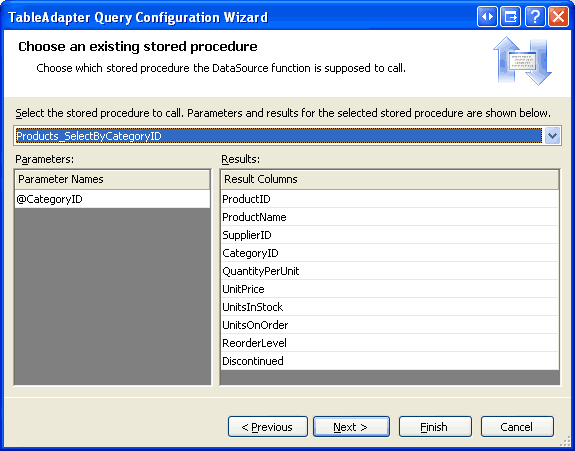 TableAdapter Query Configuration Wizard
Choose an existing stored procedure
Choose which stored procedure the DataSource function is supposed to call.
Select the stored procedure to call. Parameters and results for the selected stored procedure are shown below.
Products_SelectByCategoryID
Parameters:
Parameter Names
@CategoryID
Results:
Result Columns
ProductID
ProductName
SupplierID
CategoryID
QuantityPerUnit
UnitPrice
UnitsInStock
UnitsOnOrder
ReorderLevel
Discontinued
< Previous
Next >
Finish
Cancel